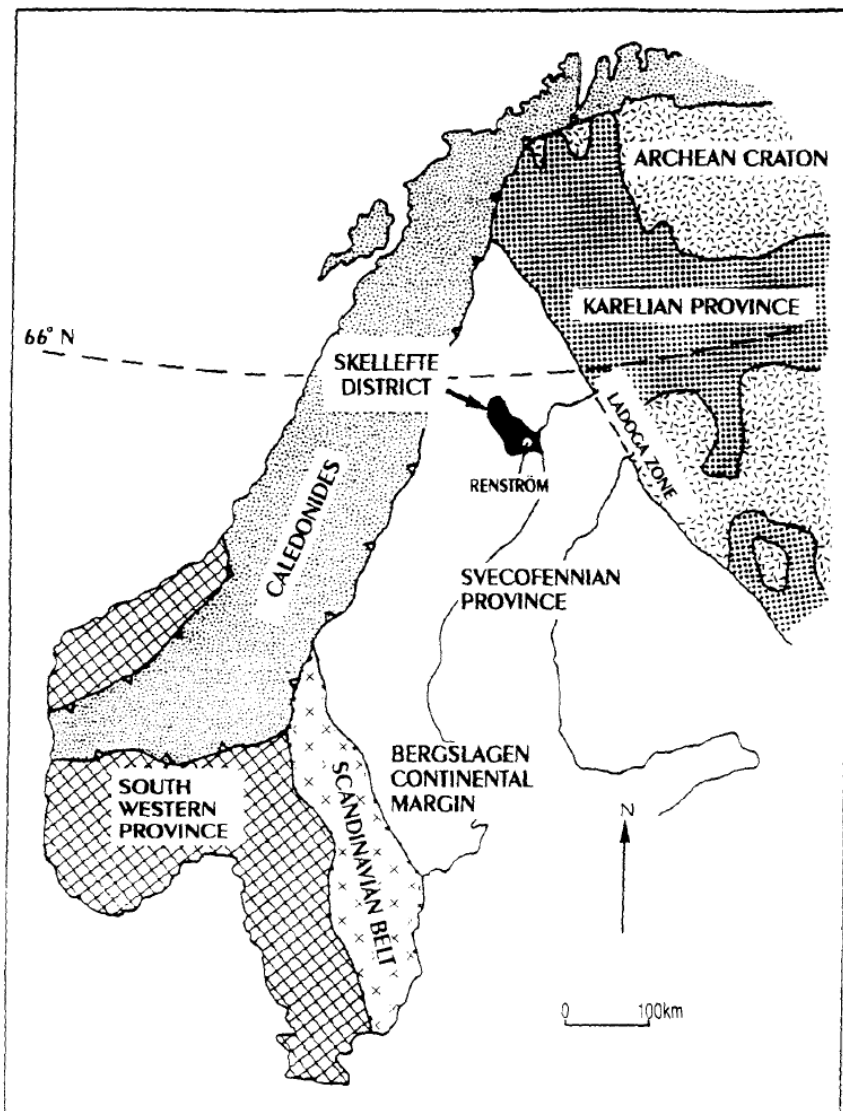 ARCHEAN CRATON
KARELIAN PROVINCE
66° N
SKELLEFTE
DISTRICT
LADOGA ZONE
RENSTRÖM
CALEDONIDES
SVECOFENNIAN
PROVINCE
BERGSLAGEN
CONTINENTAL
MARGIN
SOUTH
WESTERN
PROVINCE
SCANDINAVIAN BELT
N
0 100km